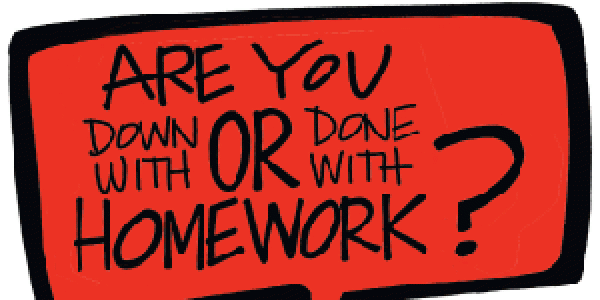 ARE YOU
DOWN WITH OR DONE WITH
HOMEWORK?